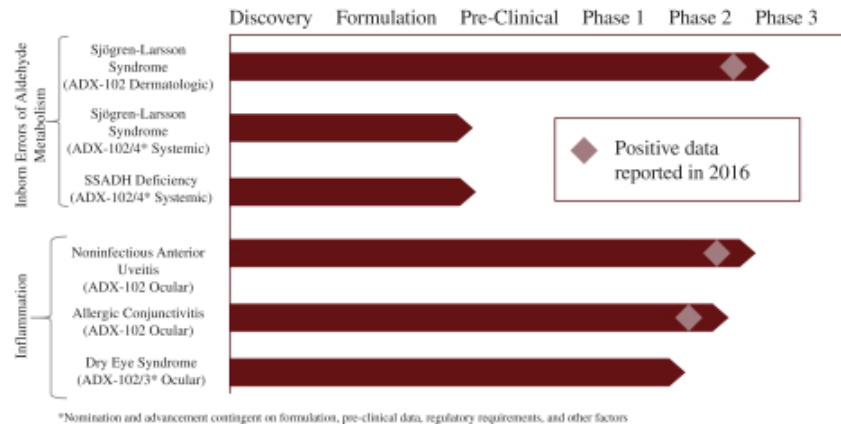 Discovery Formulation Pre-Clinical Phase 1 Phase 2 Phase 3
Inborn Errors of Aldehyde
Metabolism
Sjögren-Larsson
Syndrome
(ADX-102 Dermatologic)
Sjögren-Larsson
Syndrome
(ADX-102/4* Systemic)
SSADH Deficiency
(ADX-102/4* Systemic)
Positive data
reported in 2016
Inflammation
Noninfectious Anterior
Uveitis
(ADX-102 Ocular)
Allergic Conjunctivitis
(ADX-102 Ocular)
Dry Eye Syndrome
(ADX-102/3* Ocular)
*Nomination and advancement contingent on formulation, pre-clinical data, regulatory requirements, and other factors